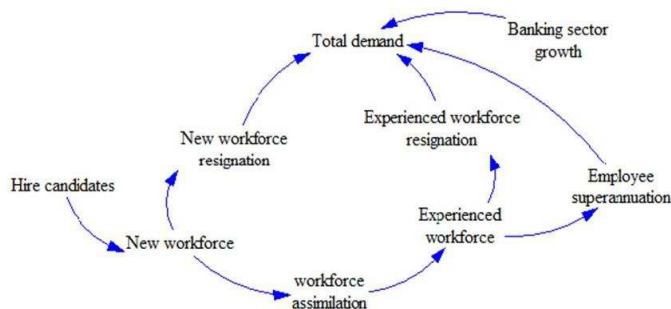 Total demand
Banking sector
growth
New workforce
resignation
Experienced workforce
resignation
Hire candidates
New workforce
Experienced
workforce
Employee
superannuation
workforce
assimilation